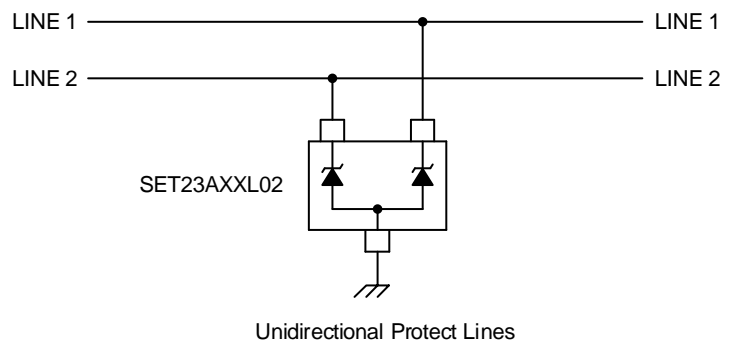 LINE 1 LINE 1
LINE 2 LINE 2
SET23AXXL02
Unidirectional Protect Lines